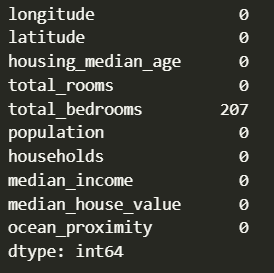 longitude 0
latitude 0
housing_median_age 0
total_rooms 0
total_bedrooms 207
population 0
households 0
median_income 0
median_house_value 0
ocean_proximity 0
dtype: int64